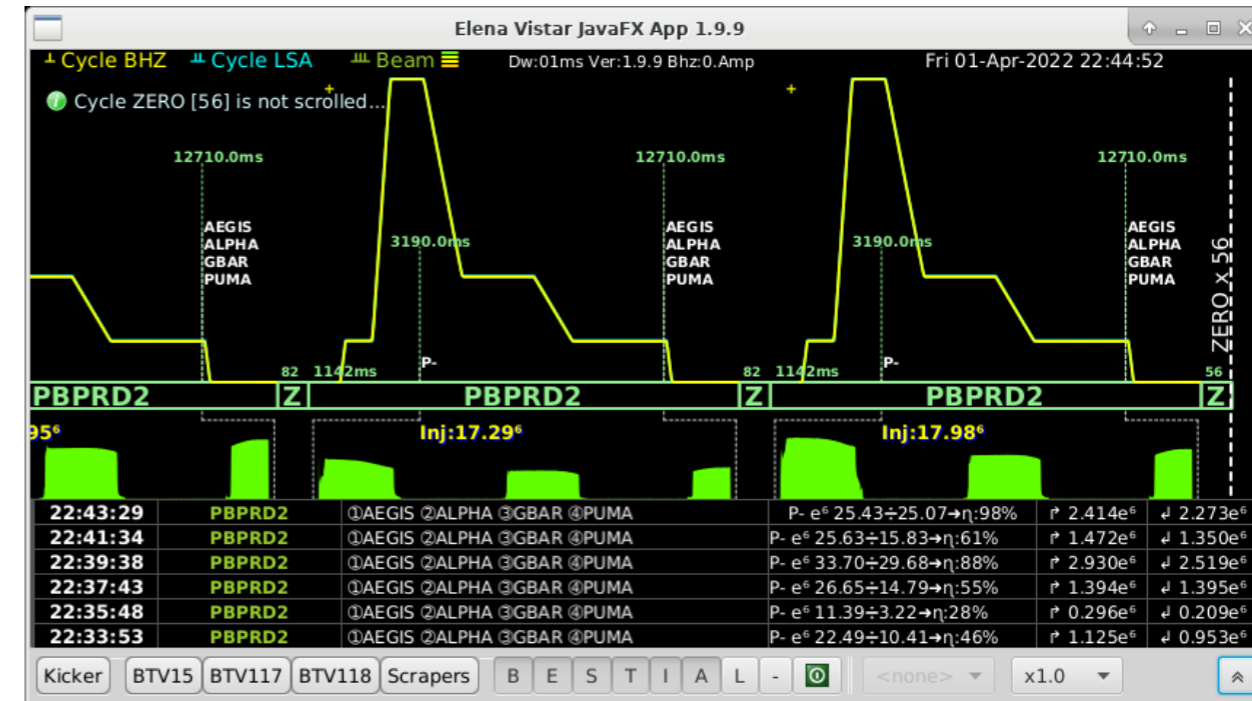 Elena Vistar JavaFX App 1.9.9
Cycle BHZ Cycle LSA Beam Dw:01ms Ver:1.9.9 Bhz:0.Amp Fri 01-Apr-2022 22:44:52
Cycle ZERO [56] is not scrolled...
12710.0ms 12710.0ms 12710.0ms
AEGIS AEGIS AEGIS
ALPHA 3190.0ms ALPHA 3190.0ms ALPHA
GBAR GBAR GBAR
PUMA PUMA PUMA
ZERO x 56
P- P-
82 1142ms 82 1142ms 56
PBPRD2 Z PBPRD2 Z PBPRD2 Z
95⁶ Inj:17.29⁶ Inj:17.98⁶
22:43:29 PBPRD2 ①AEGIS ②ALPHA ③GBAR ④PUMA P- e⁶ 25.43÷25.07→η:98% ↱ 2.414e⁶ ↲ 2.273e⁶
22:41:34 PBPRD2 ①AEGIS ②ALPHA ③GBAR ④PUMA P- e⁶ 25.63÷15.83→η:61% ↱ 1.472e⁶ ↲ 1.350e⁶
22:39:38 PBPRD2 ①AEGIS ②ALPHA ③GBAR ④PUMA P- e⁶ 33.70÷29.68→η:88% ↱ 2.930e⁶ ↲ 2.519e⁶
22:37:43 PBPRD2 ①AEGIS ②ALPHA ③GBAR ④PUMA P- e⁶ 26.65÷14.79→η:55% ↱ 1.394e⁶ ↲ 1.395e⁶
22:35:48 PBPRD2 ①AEGIS ②ALPHA ③GBAR ④PUMA P- e⁶ 11.39÷3.22→η:28% ↱ 0.296e⁶ ↲ 0.209e⁶
22:33:53 PBPRD2 ①AEGIS ②ALPHA ③GBAR ④PUMA P- e⁶ 22.49÷10.41→η:46% ↱ 1.125e⁶ ↲ 0.953e⁶
Kicker BTV15 BTV117 BTV118 Scrapers B E S T I A L - <none> x1.0